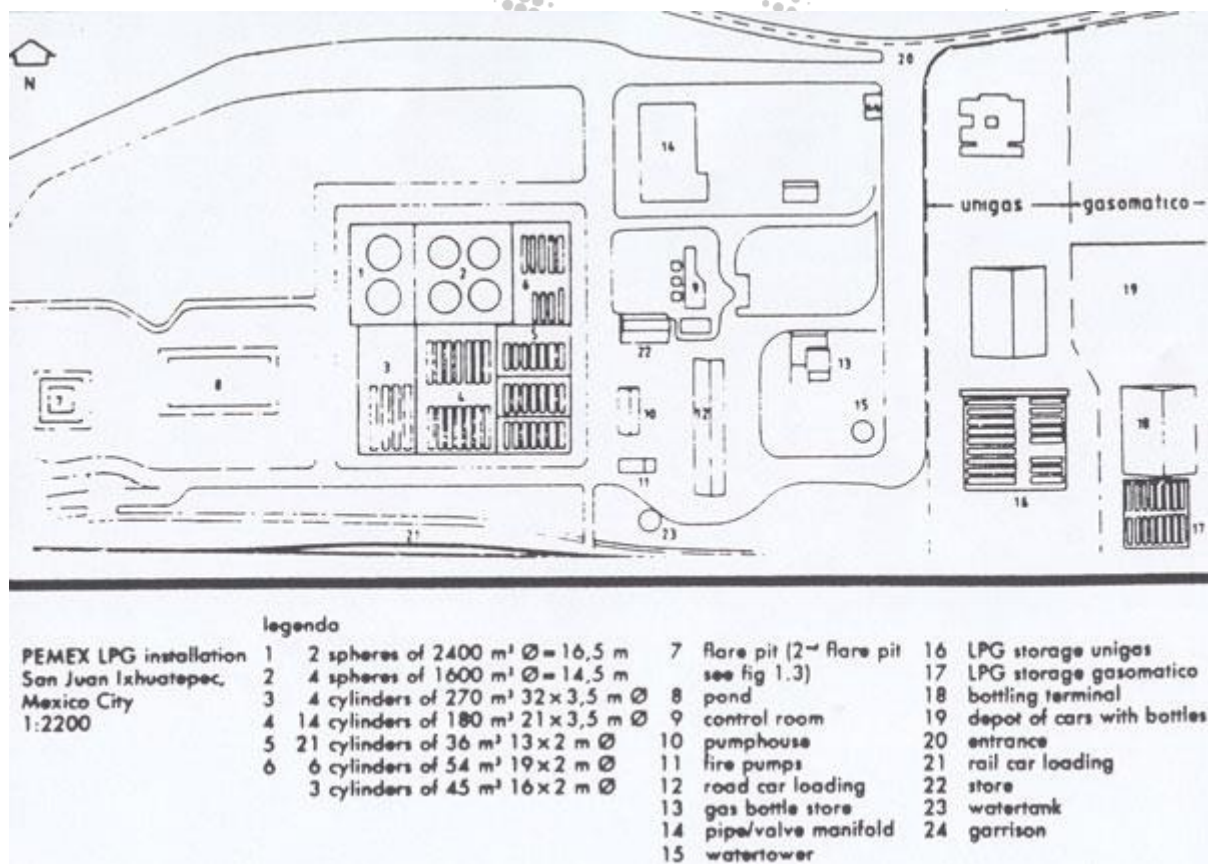 N
20
14
unigas
gasomatico
1
2
6
9
19
5
22
3
13
7
8
4
10
12
15
18
11
16
21
23
17
legenda
PEMEX LPG installation
San Juan Ixhuatepec,
Mexico City
1:2200
1 2 spheres of 2400 m³ Ø = 16,5 m
2 4 spheres of 1600 m³ Ø = 14,5 m
3 4 cylinders of 270 m³ 32 x 3,5 m Ø
4 14 cylinders of 180 m³ 21 x 3,5 m Ø
5 21 cylinders of 36 m³ 13 x 2 m Ø
6 6 cylinders of 54 m³ 19 x 2 m Ø
3 cylinders of 45 m³ 16 x 2 m Ø
7 flare pit (2 flare pit
see fig 1.3)
8 pond
9 control room
10 pumphouse
11 fire pumps
12 road car loading
13 gas bottle store
14 pipe/valve manifold
15 watertower
16 LPG storage unigas
17 LPG storage gasomatico
18 bottling terminal
19 depot of cars with bottles
20 entrance
21 rail car loading
22 store
23 watertank
24 garrison